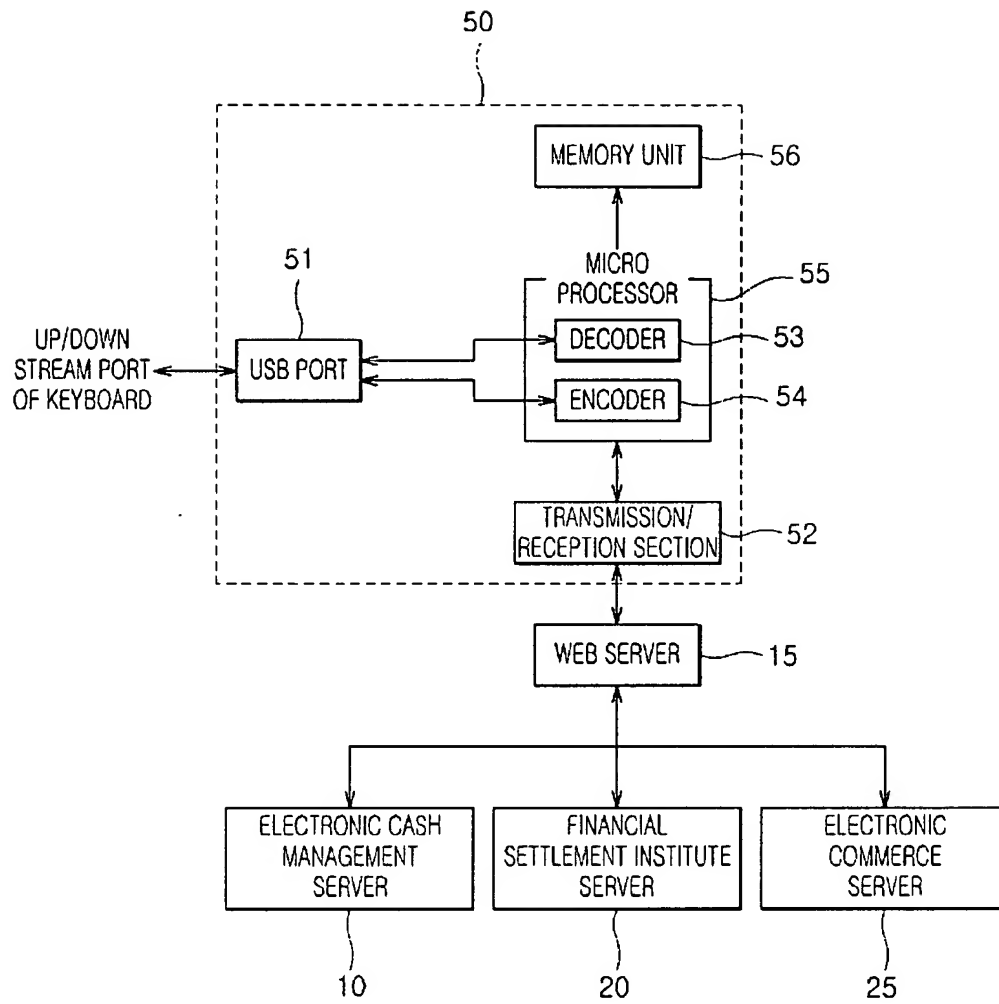 50
MEMORY UNIT
56
51
MICRO
PROCESSOR
55
UP/DOWN
STREAM PORT
OF KEYBOARD
USB PORT
DECODER
53
ENCODER
54
TRANSMISSION/
RECEPTION SECTION
52
WEB SERVER
15
ELECTRONIC CASH
MANAGEMENT
SERVER
FINANCIAL
SETTLEMENT INSTITUTE
SERVER
ELECTRONIC
COMMERCE
SERVER
10
20
25